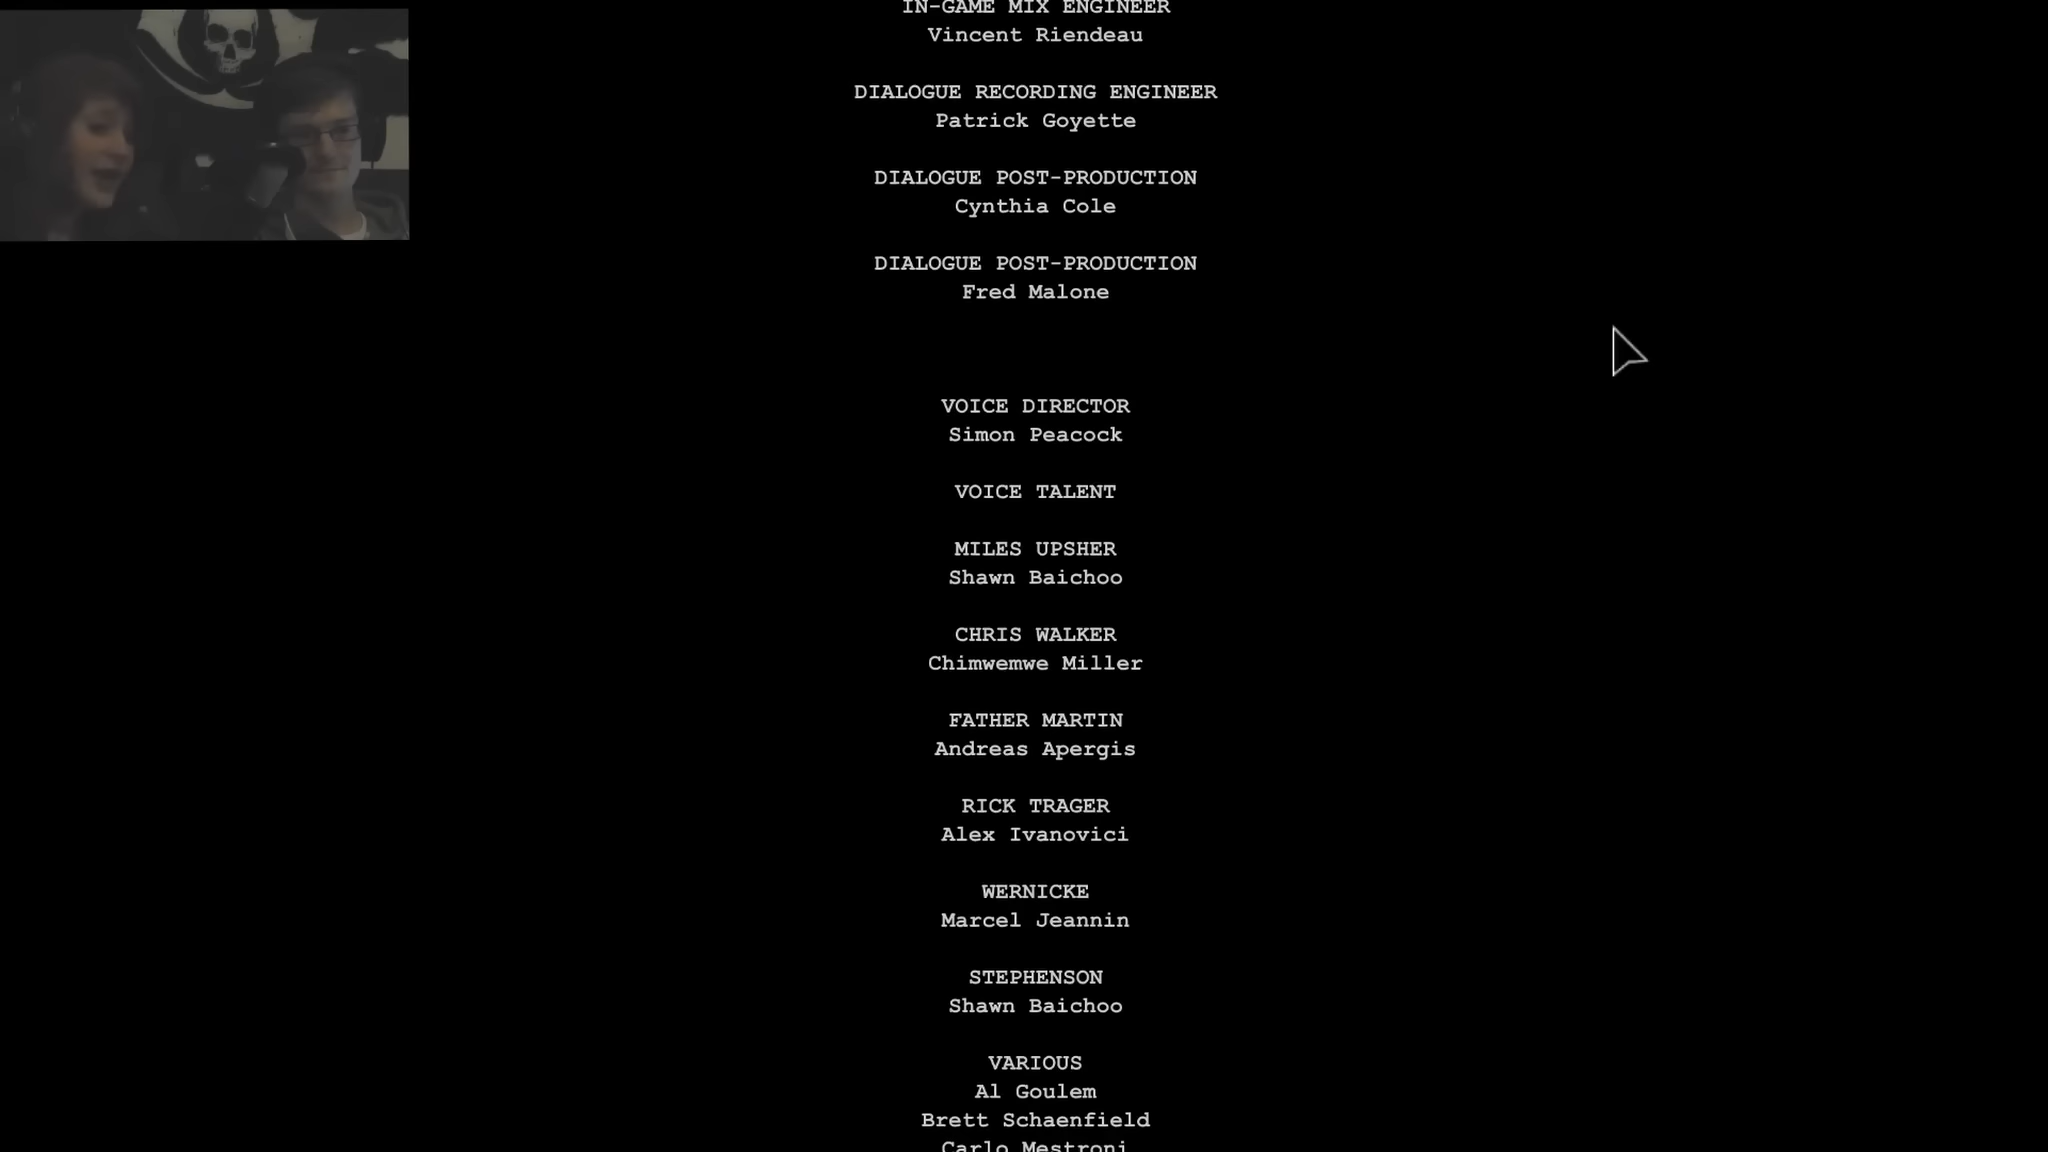 IN-GAME MIX ENGINEER
Vincent Riendeau
DIALOGUE RECORDING ENGINEER
Patrick Goyette
DIALOGUE POST-PRODUCTION
Cynthia Cole
DIALOGUE POST-PRODUCTION
Fred Malone
VOICE DIRECTOR
Simon Peacock
VOICE TALENT
MILES UPSHER
Shawn Baichoo
CHRIS WALKER
Chimwemwe Miller
FATHER MARTIN
Andreas Apergis
RICK TRAGER
Alex Ivanovici
WERNICKE
Marcel Jeannin
STEPHENSON
Shawn Baichoo
VARIOUS
Al Goulem
Brett Schaenfield
Carlo Mestroni